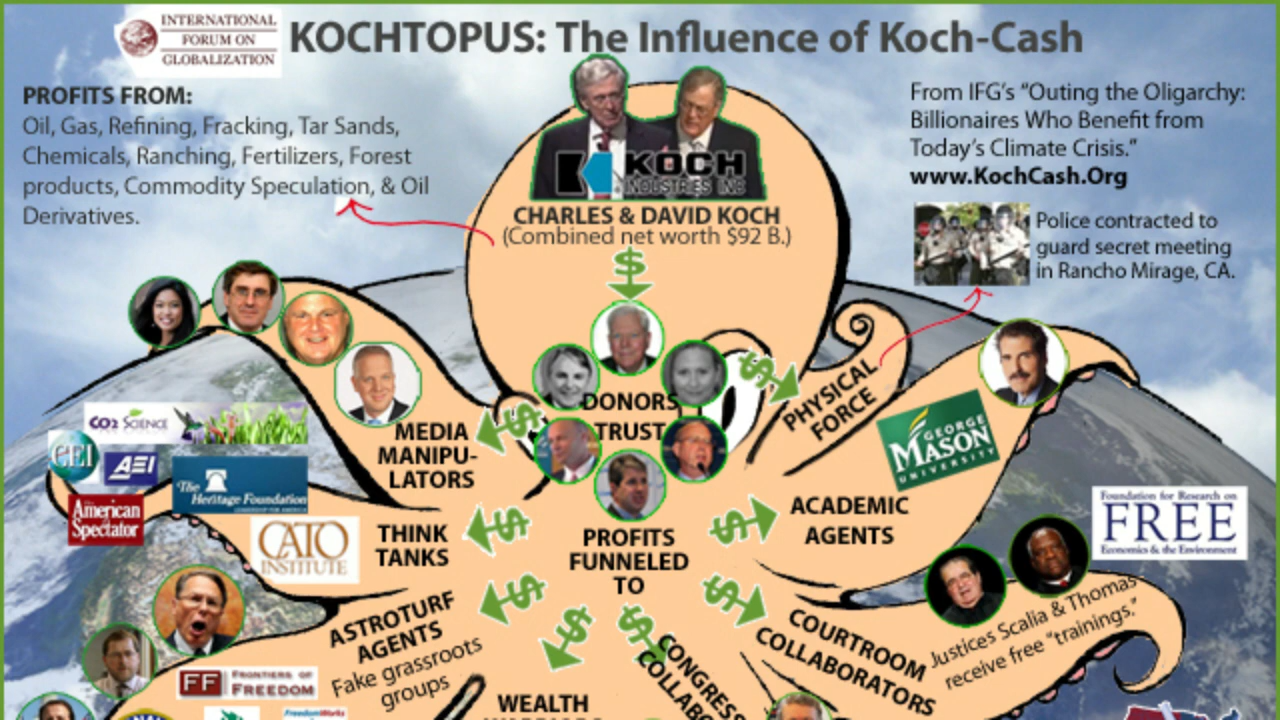 INTERNATIONAL
FORUM ON
GLOBALIZATION
KOCHTOPUS: The Influence of Koch-Cash
PROFITS FROM:
Oil, Gas, Refining, Fracking, Tar Sands,
Chemicals, Ranching, Fertilizers, Forest
products, Commodity Speculation, & Oil
Derivatives.
From IFG's "Outing the Oligarchy:
Billionaires Who Benefit from
Today's Climate Crisis."
www.KochCash.Org
Police contracted to
guard secret meeting
in Rancho Mirage, CA.
KOCH
INDUSTRIES INC
CHARLES & DAVID KOCH
(Combined net worth $92 B.)
$
DONORS
TRUST
$
$
PHYSICAL
FORCE
MEDIA
MANIPU-
LATORS
CO2 SCIENCE
CEI
AEI
The
Heritage Foundation
LEADERSHIP FOR AMERICA
The
American
Spectator
CATO
INSTITUTE
THINK
TANKS
$
PROFITS
FUNNELED
TO
$
ACADEMIC
AGENTS
GEORGE
MASON
UNIVERSITY
Foundation for Research on
FREE
Economics & the Environment
ASTROTURF
AGENTS
Fake grassroots
groups
$
$
$
$
COURTROOM
COLLABORATORS
Justices Scalia & Thomas
receive free "trainings."
FF FRONTIERS OF
FREEDOM
FreedomWorks
WEALTH
CONGRESS